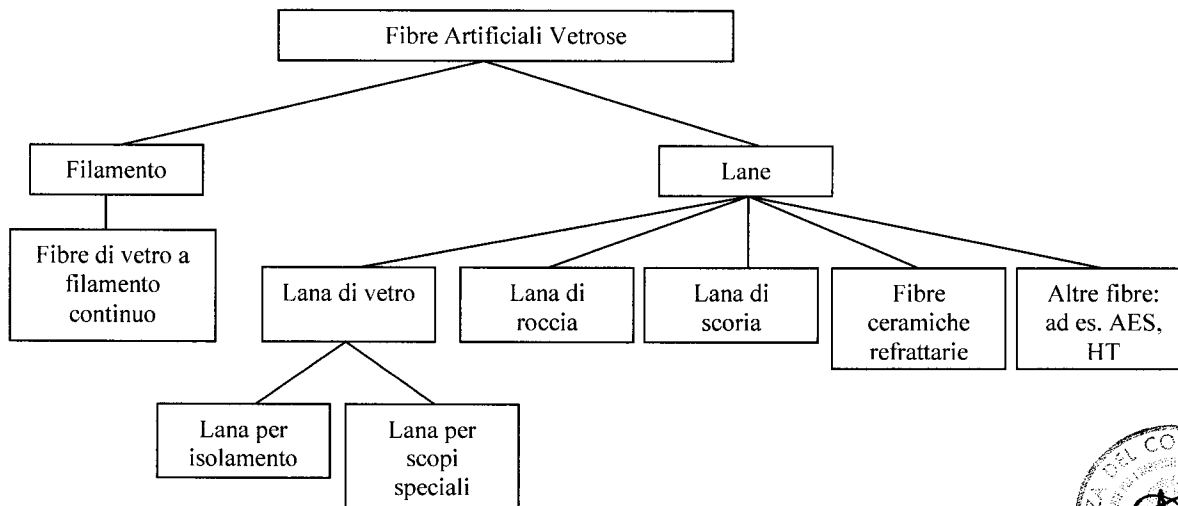 Fibre Artificiali Vetrose
Filamento
Lane
Fibre di vetro a
filamento
continuo
Lana di vetro
Lana di
roccia
Lana di
scoria
Fibre
ceramiche
refrattarie
Altre fibre:
ad es. AES,
HT
Lana per
isolamento
Lana per
scopi
speciali
DEL